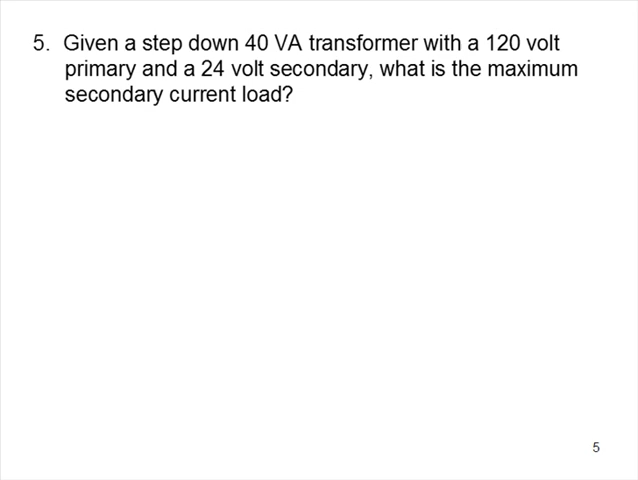 5. Given a step down 40 VA transformer with a 120 volt
primary and a 24 volt secondary, what is the maximum
secondary current load?
5